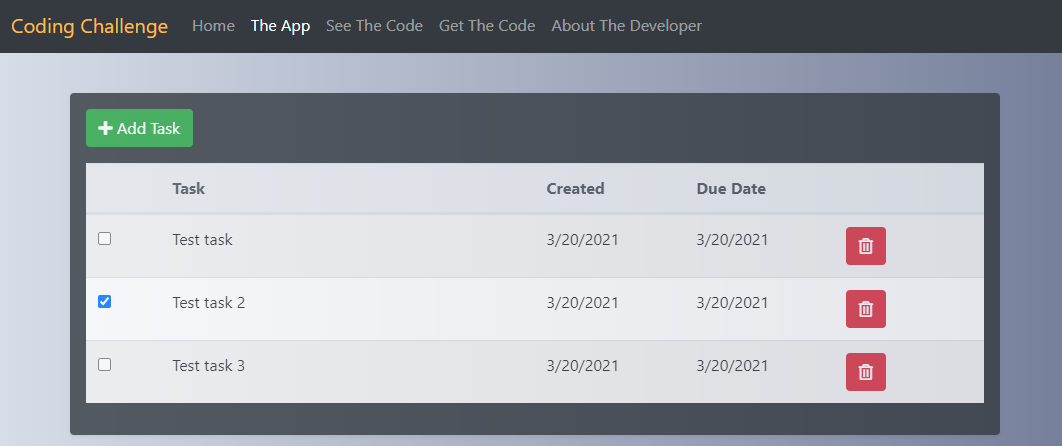 Coding Challenge Home The App See The Code Get The Code About The Developer
Add Task
Task Created Due Date
Test task 3/20/2021 3/20/2021
Test task 2 3/20/2021 3/20/2021
Test task 3 3/20/2021 3/20/2021